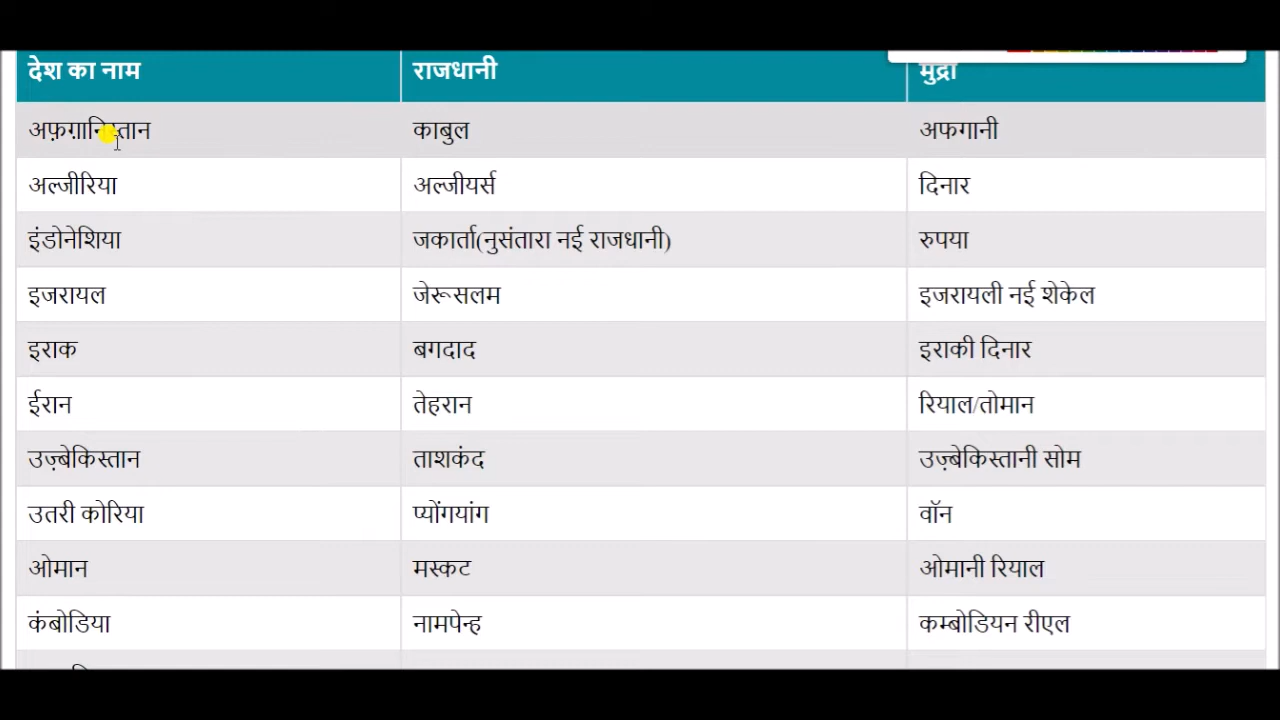 देश का नाम राजधानी मुद्रा
अफ़ग़ानिस्तान काबुल अफगानी
अल्जीरिया अल्जीयर्स दिनार
इंडोनेशिया जकार्ता(नुसंतारा नई राजधानी) रुपया
इजरायल जेरूसलम इजरायली नई शेकेल
इराक बगदाद इराकी दिनार
ईरान तेहरान रियाल/तोमान
उज़्बेकिस्तान ताशकंद उज़्बेकिस्तानी सोम
उतरी कोरिया प्योंगयांग वॉन
ओमान मस्कट ओमानी रियाल
कंबोडिया नामपेन्ह कम्बोडियन रीएल